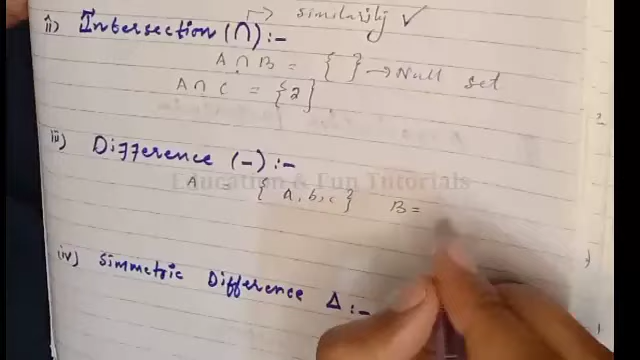 ii) Intersection (∩) :- → similarity ✓
A ∩ B = { } → Null set
A ∩ C = {2}
iii) Difference (-) :-
Education & Fun Tutorials
A = { A, b, c } B =
iv) Simmetric Difference Δ :-